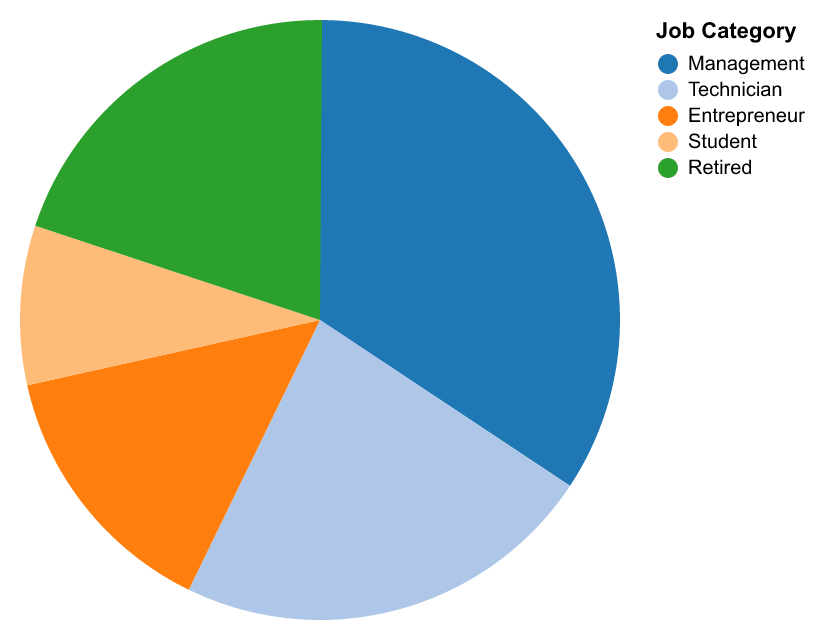 Job Category
Management
Technician
Entrepreneur
Student
Retired